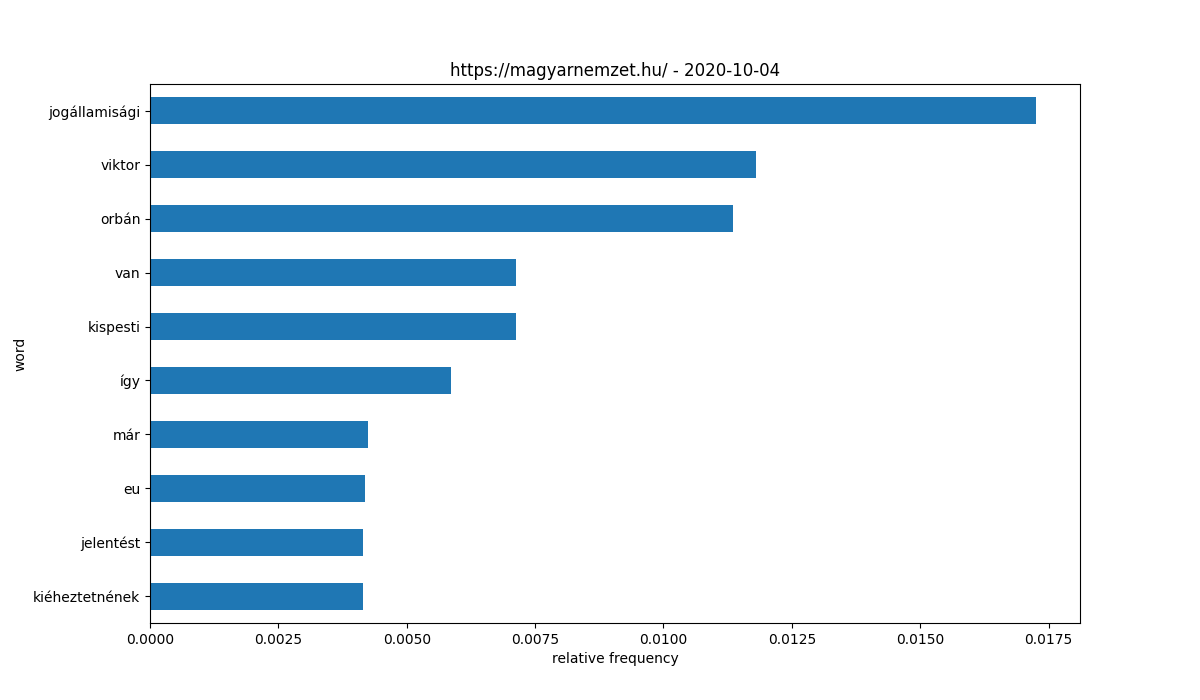 https://magyarnemzet.hu/ - 2020-10-04
jogállamisági
viktor
orbán
van
kispesti
így
már
eu
jelentést
kiéheztetnének
word
0.0000 0.0025 0.0050 0.0075 0.0100 0.0125 0.0150 0.0175
relative frequency